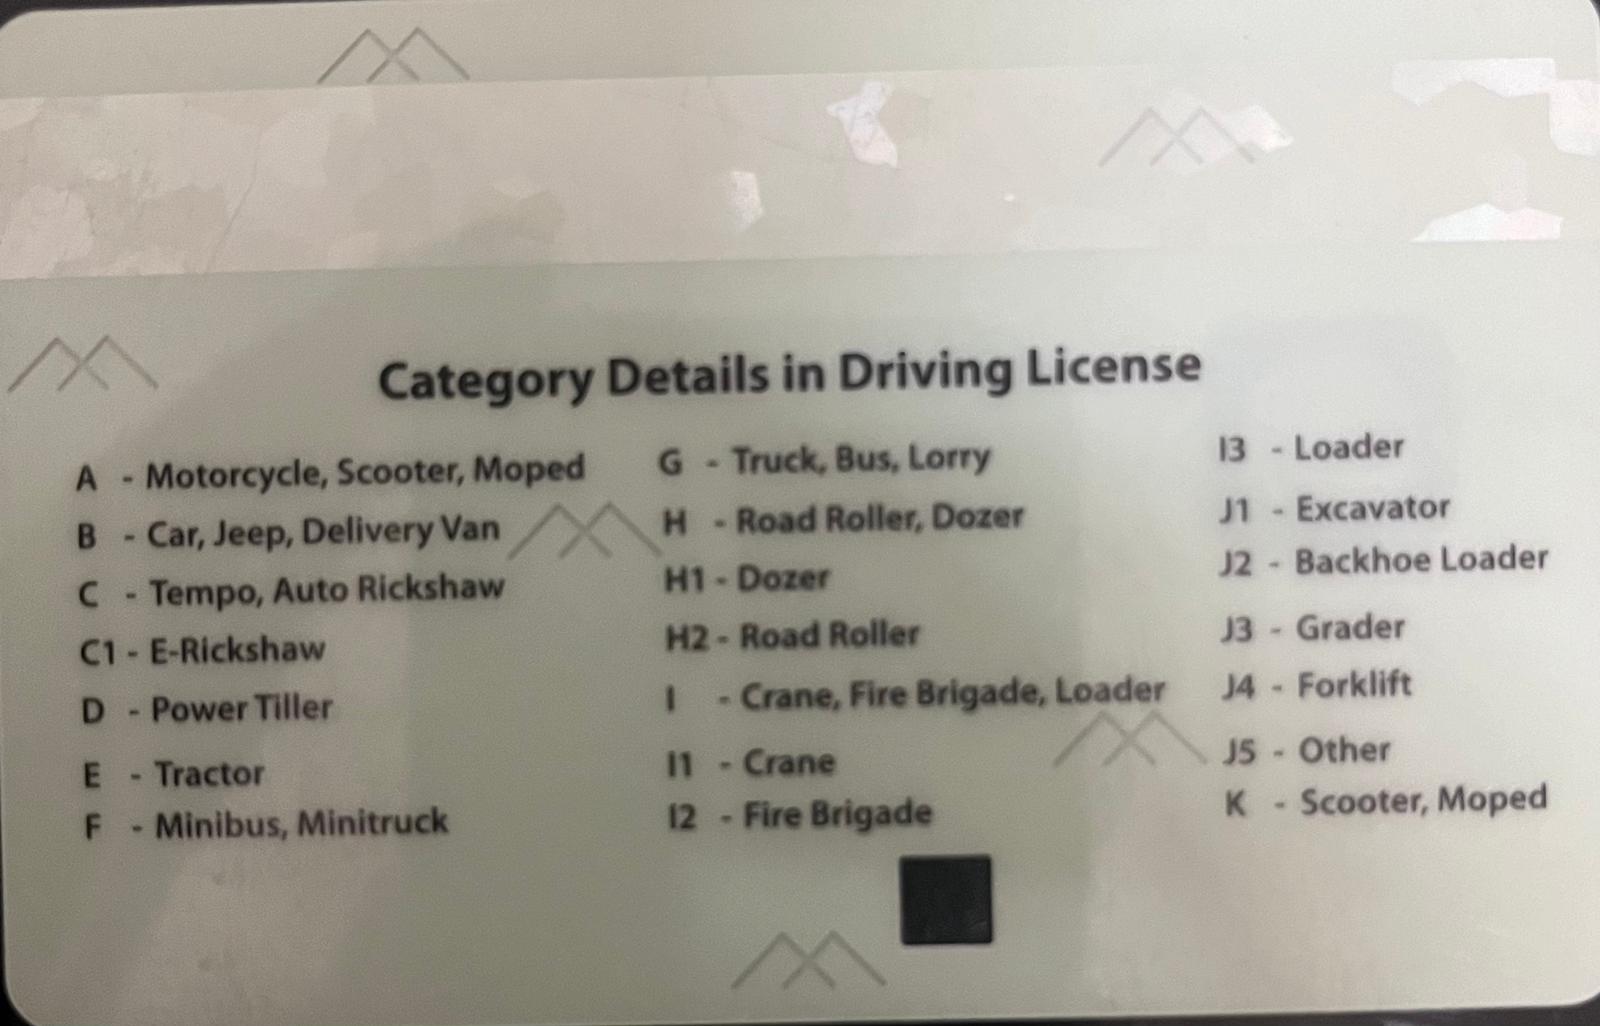 Category Details in Driving License
A - Motorcycle, Scooter, Moped
B - Car, Jeep, Delivery Van
C - Tempo, Auto Rickshaw
C1 - E-Rickshaw
D - Power Tiller
E - Tractor
F - Minibus, Minitruck
G - Truck, Bus, Lorry
H - Road Roller, Dozer
H1 - Dozer
H2 - Road Roller
I - Crane, Fire Brigade, Loader
I1 - Crane
I2 - Fire Brigade
I3 - Loader
J1 - Excavator
J2 - Backhoe Loader
J3 - Grader
J4 - Forklift
J5 - Other
K - Scooter, Moped